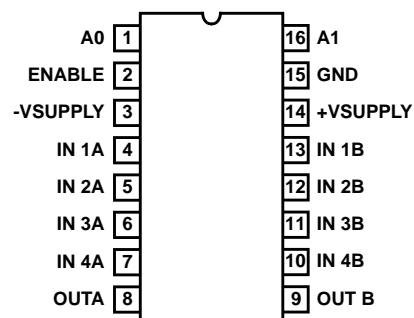 A0 1 16 A1
ENABLE 2 15 GND
-VSUPPLY 3 14 +VSUPPLY
IN 1A 4 13 IN 1B
IN 2A 5 12 IN 2B
IN 3A 6 11 IN 3B
IN 4A 7 10 IN 4B
OUTA 8 9 OUT B